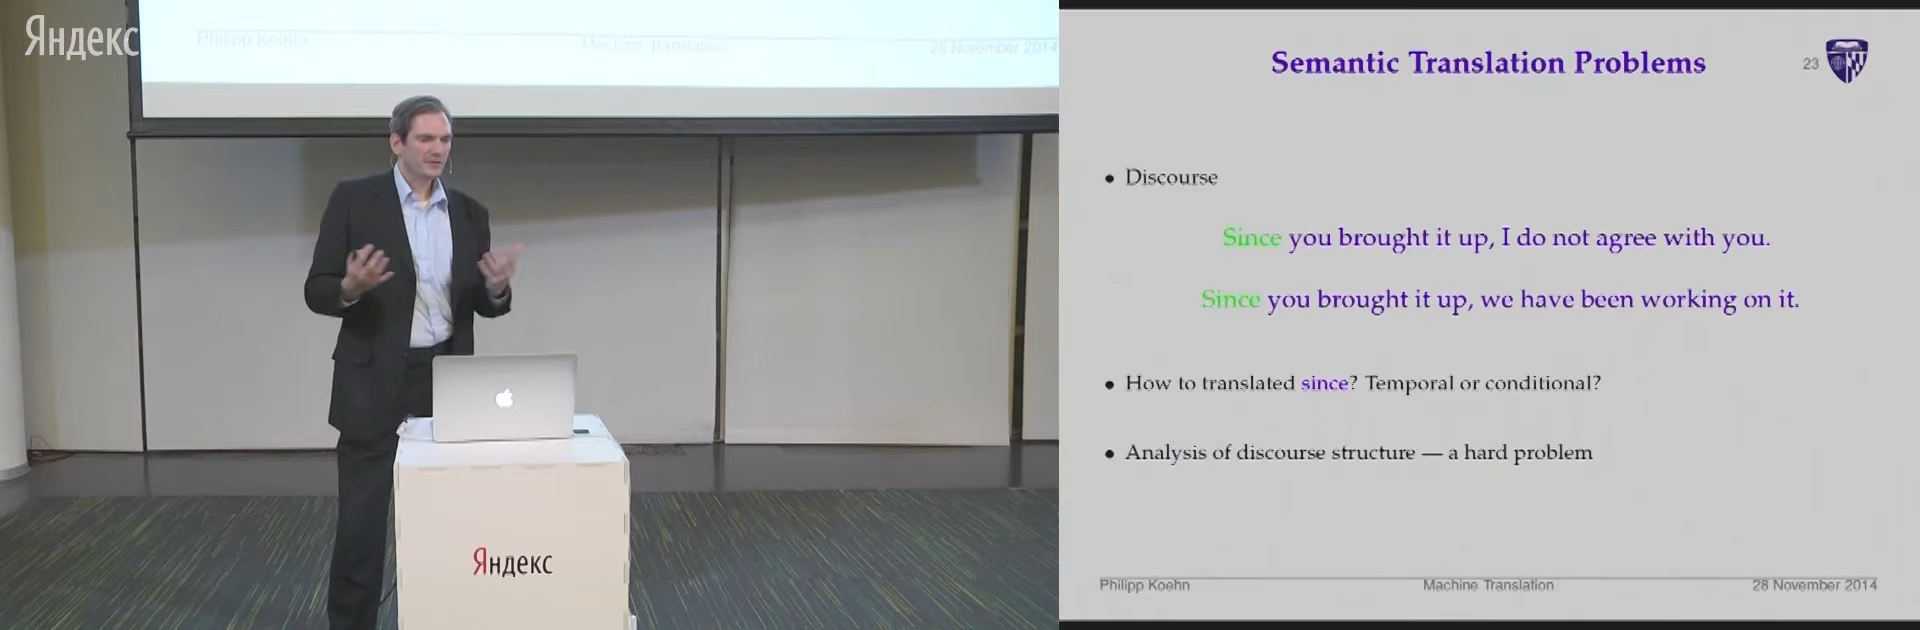 Яндекс
Philipp Koehn Machine Translation 28 November 2014
Яндекс
Semantic Translation Problems
23
• Discourse
Since you brought it up, I do not agree with you.
Since you brought it up, we have been working on it.
• How to translated since? Temporal or conditional?
• Analysis of discourse structure — a hard problem
Philipp Koehn Machine Translation 28 November 2014